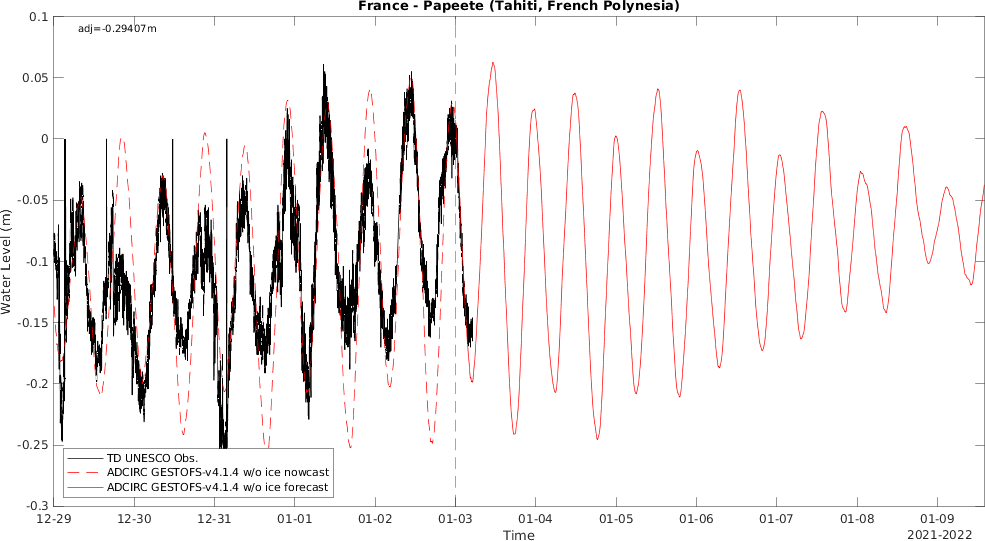 France - Papeete (Tahiti, French Polynesia)
adj=-0.29407m
0.1
0.05
0
-0.05
-0.1
-0.15
-0.2
-0.25
-0.3
Water Level (m)
TD UNESCO Obs.
ADCIRC GESTOFS-v4.1.4 w/o ice nowcast
ADCIRC GESTOFS-v4.1.4 w/o ice forecast
12-29 12-30 12-31 01-01 01-02 01-03 01-04 01-05 01-06 01-07 01-08 01-09
Time
2021-2022